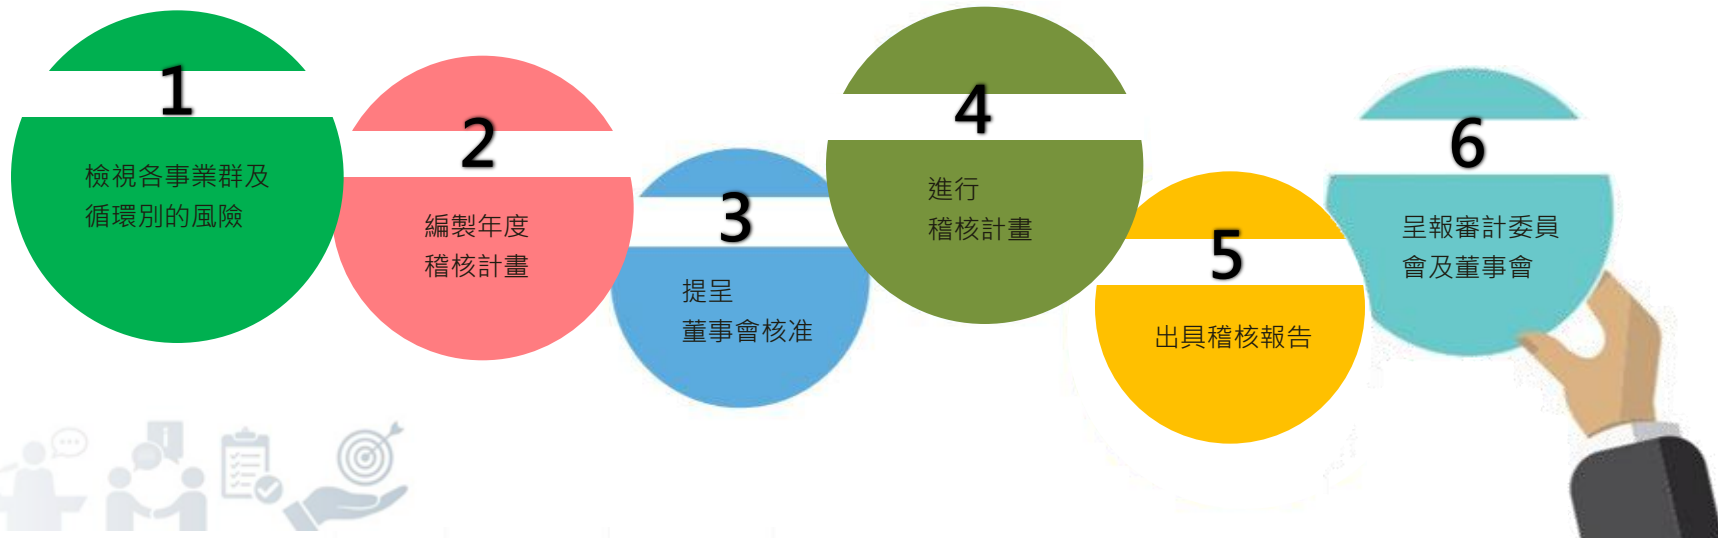 1
檢視各事業群及
循環別的風險
2
編製年度
稽核計畫
3
提呈
董事會核准
4
進行
稽核計畫
5
出具稽核報告
6
呈報審計委員
會及董事會